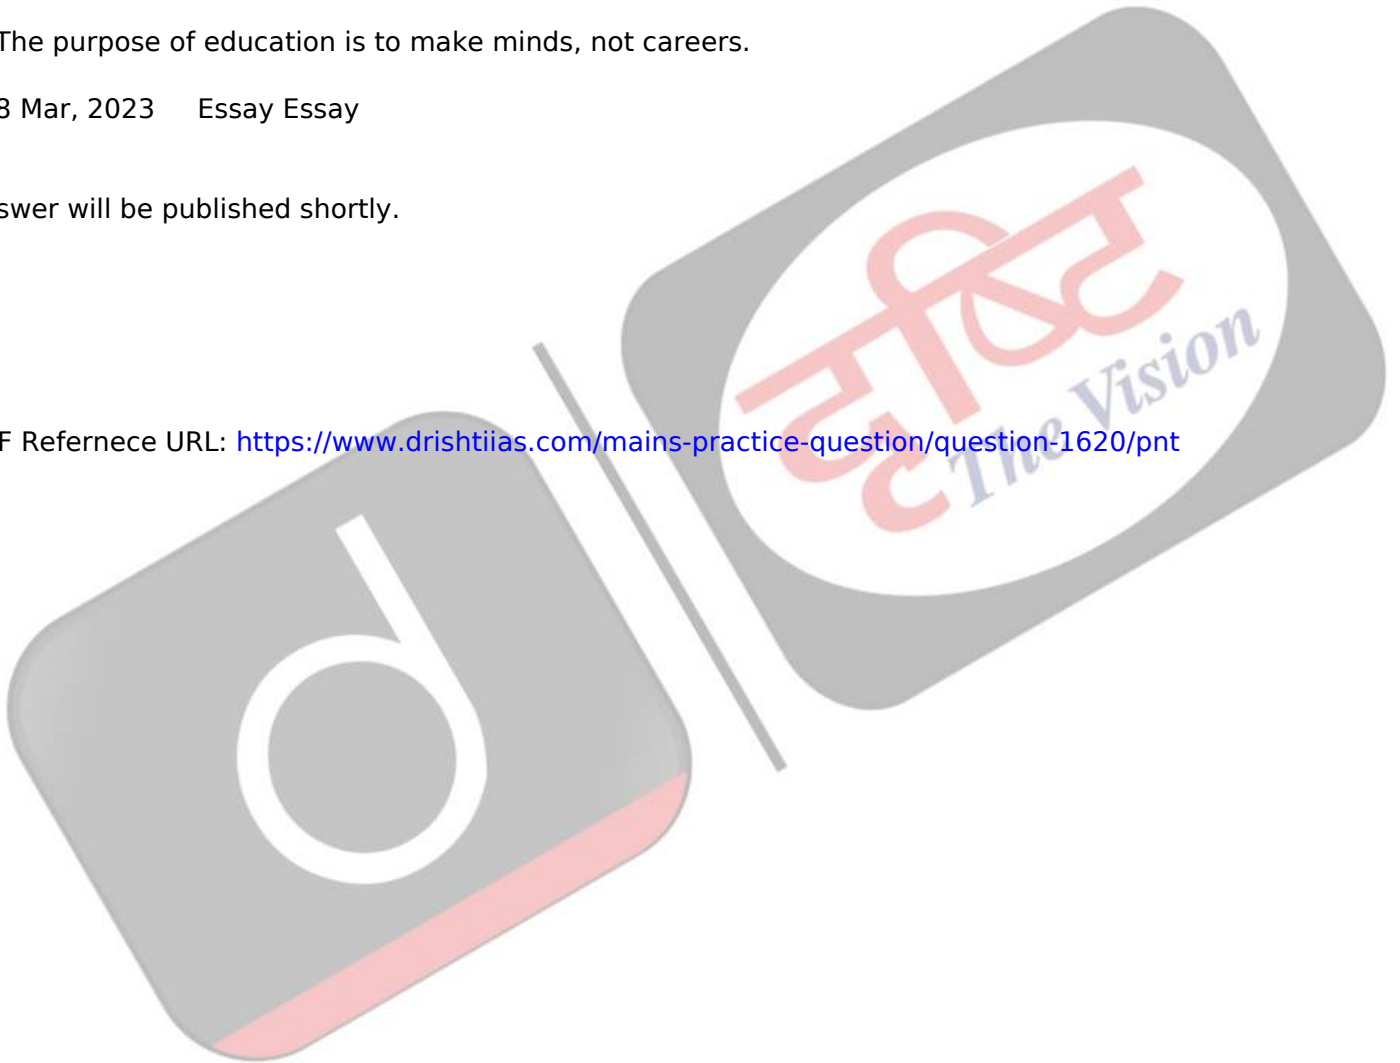 The purpose of education is to make minds, not careers.
8 Mar, 2023 Essay Essay
swer will be published shortly.
दृष्टि
The Vision
F Refernece URL: https://www.drishtiias.com/mains-practice-question/question-1620/pnt
d